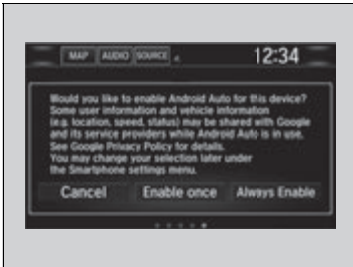 MAP AUDIO SOURCE 12:34
Would you like to enable Android Auto for this device?
Some user information and vehicle information
(e.g. location, speed, status) may be shared with Google
and its service providers while Android Auto is in use.
See Google Privacy Policy for details.
You may change your selection later under
the Smartphone settings menu.
Cancel Enable once Always Enable